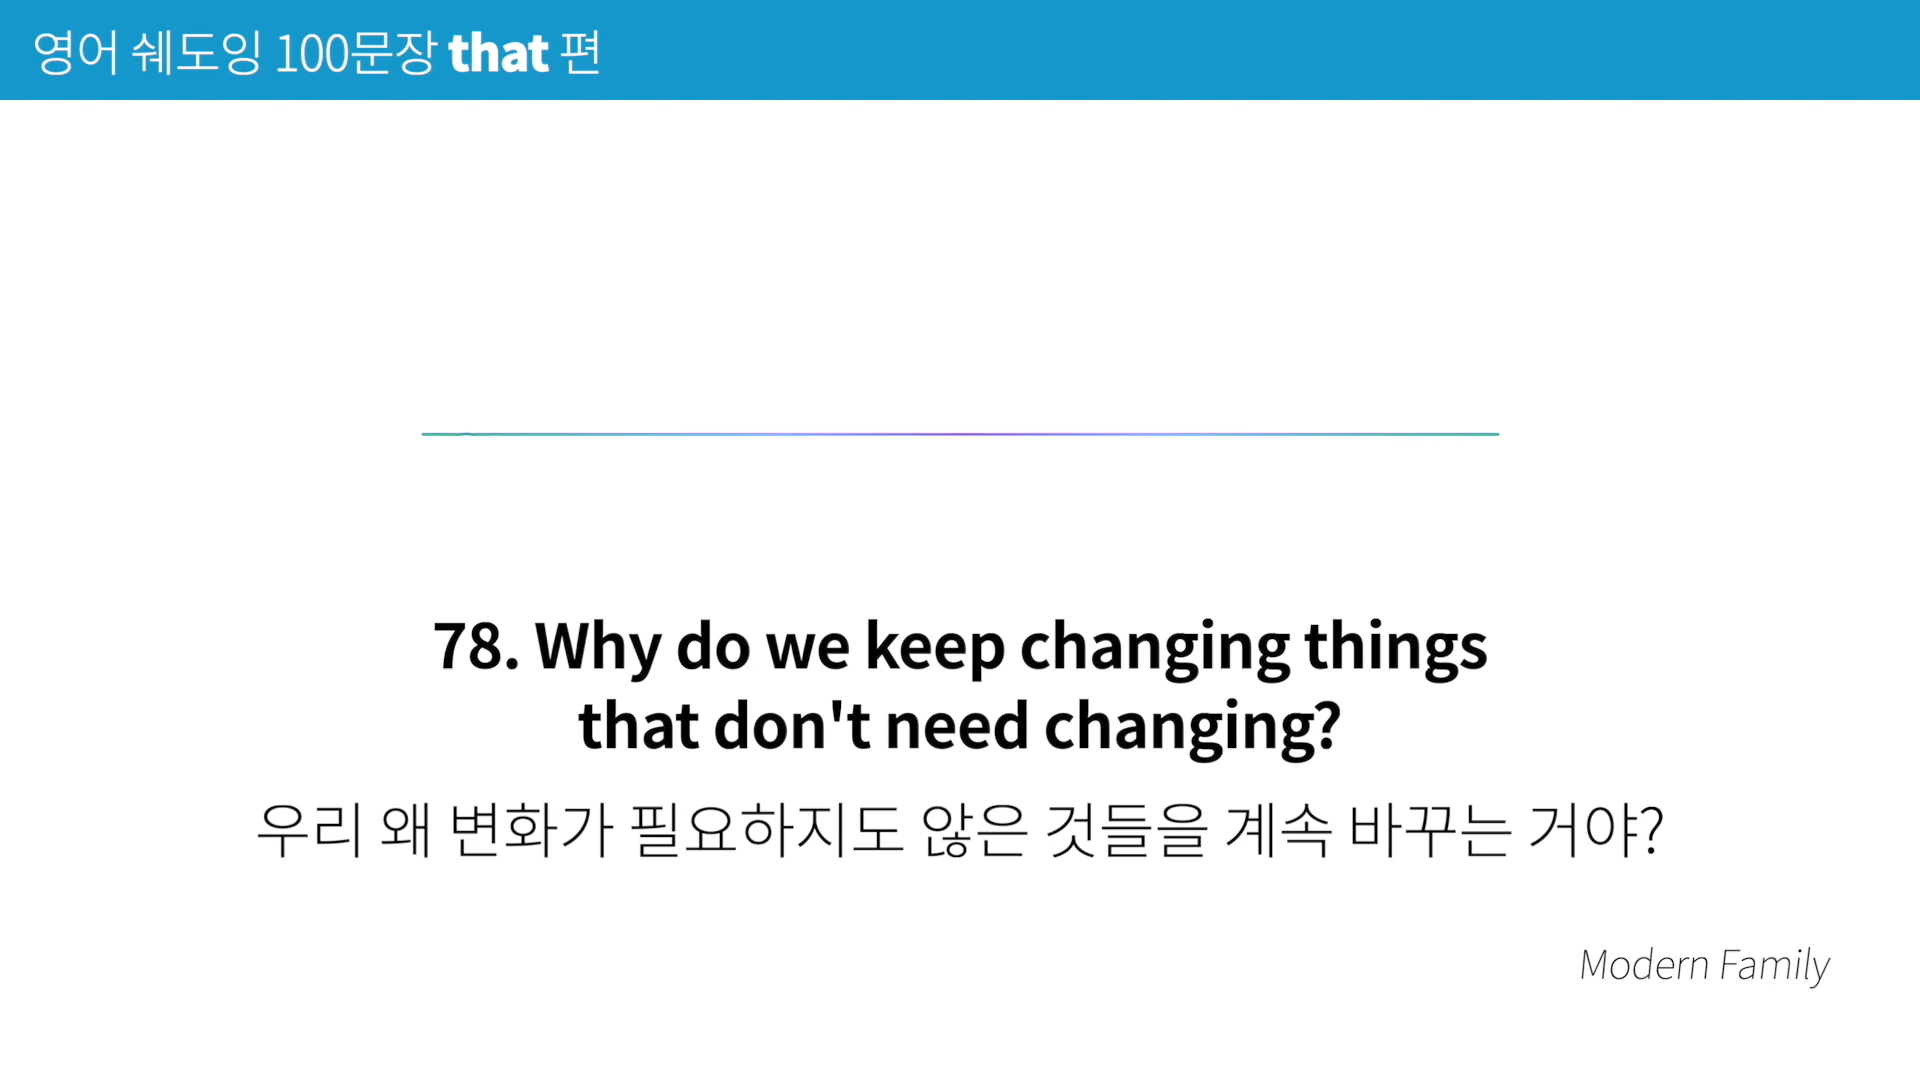 영어 쉐도잉 100문장 that 편
78. Why do we keep changing things
that don't need changing?
우리 왜 변화가 필요하지도 않은 것들을 계속 바꾸는 거야?
Modern Family